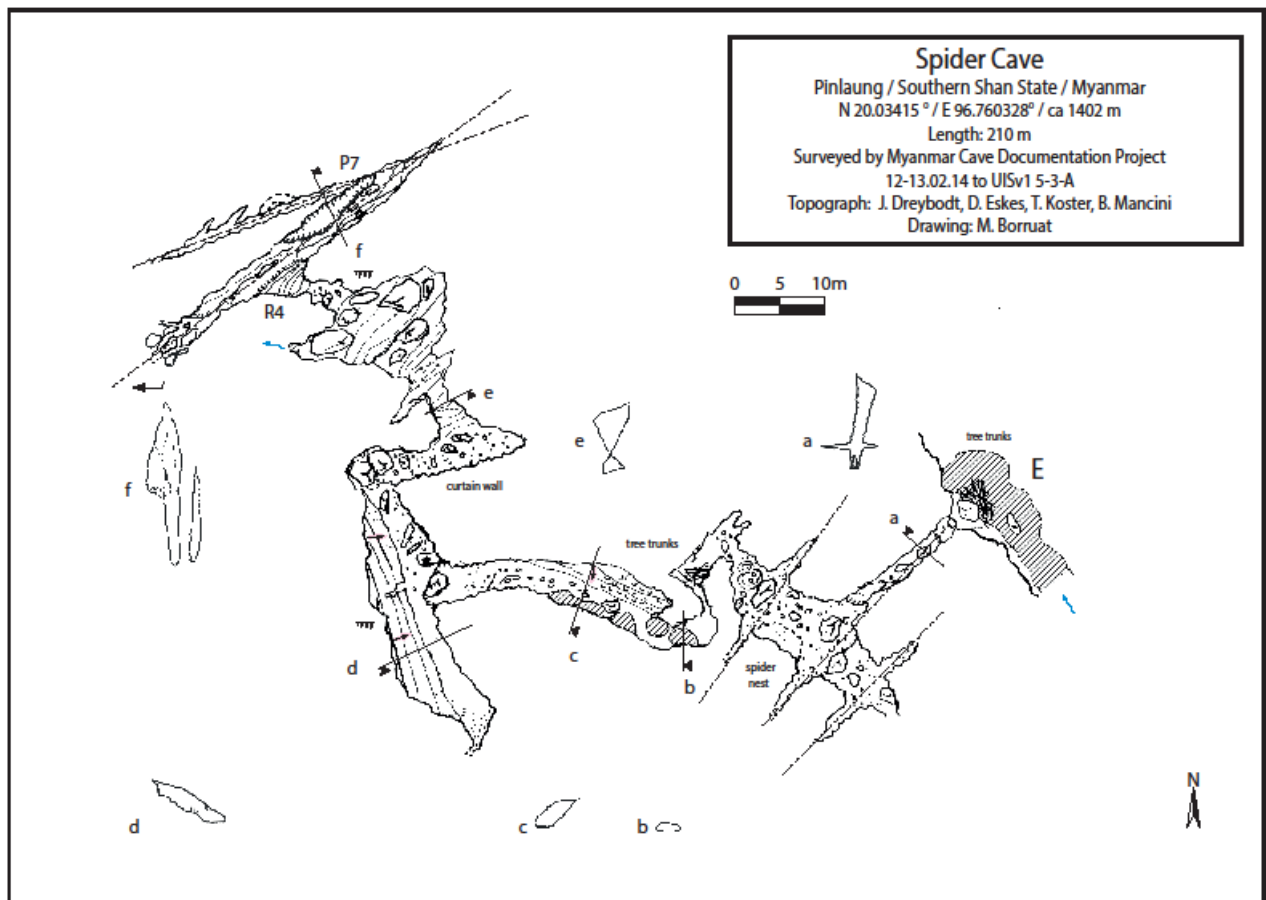 Spider Cave
Pinlaung / Southern Shan State / Myanmar
N 20.03415 ° / E 96.760328° / ca 1402 m
Length: 210 m
Surveyed by Myanmar Cave Documentation Project
12-13.02.14 to UISv1 5-3-A
Topograph: J. Dreybodt, D. Eskes, T. Koster, B. Mancini
Drawing: M. Borruat
0 5 10m
P7
f
R4
e
e
a
tree trunks
E
f
curtain wall
a
tree trunks
d
c
b
spider
nest
d
c
b
N